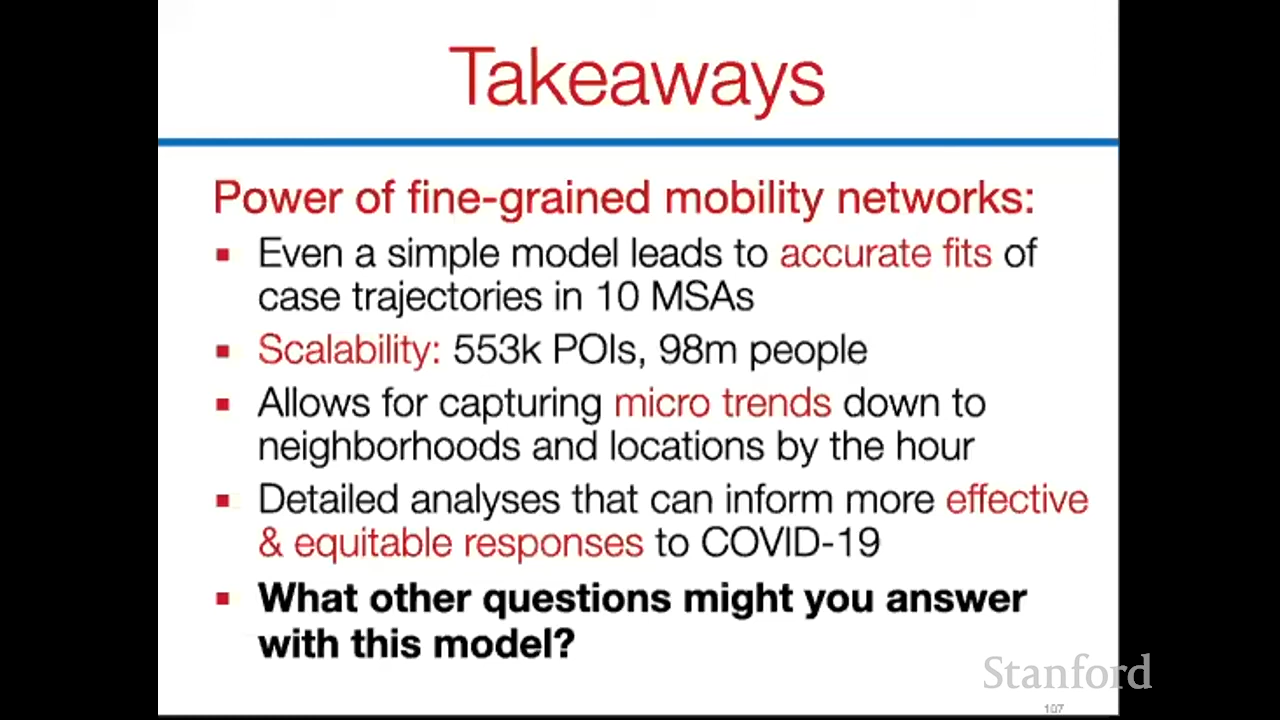 Takeaways
Power of fine-grained mobility networks:
▪ Even a simple model leads to accurate fits of
case trajectories in 10 MSAs
▪ Scalability: 553k POIs, 98m people
▪ Allows for capturing micro trends down to
neighborhoods and locations by the hour
▪ Detailed analyses that can inform more effective
& equitable responses to COVID-19
▪ What other questions might you answer
with this model?
Stanford
107